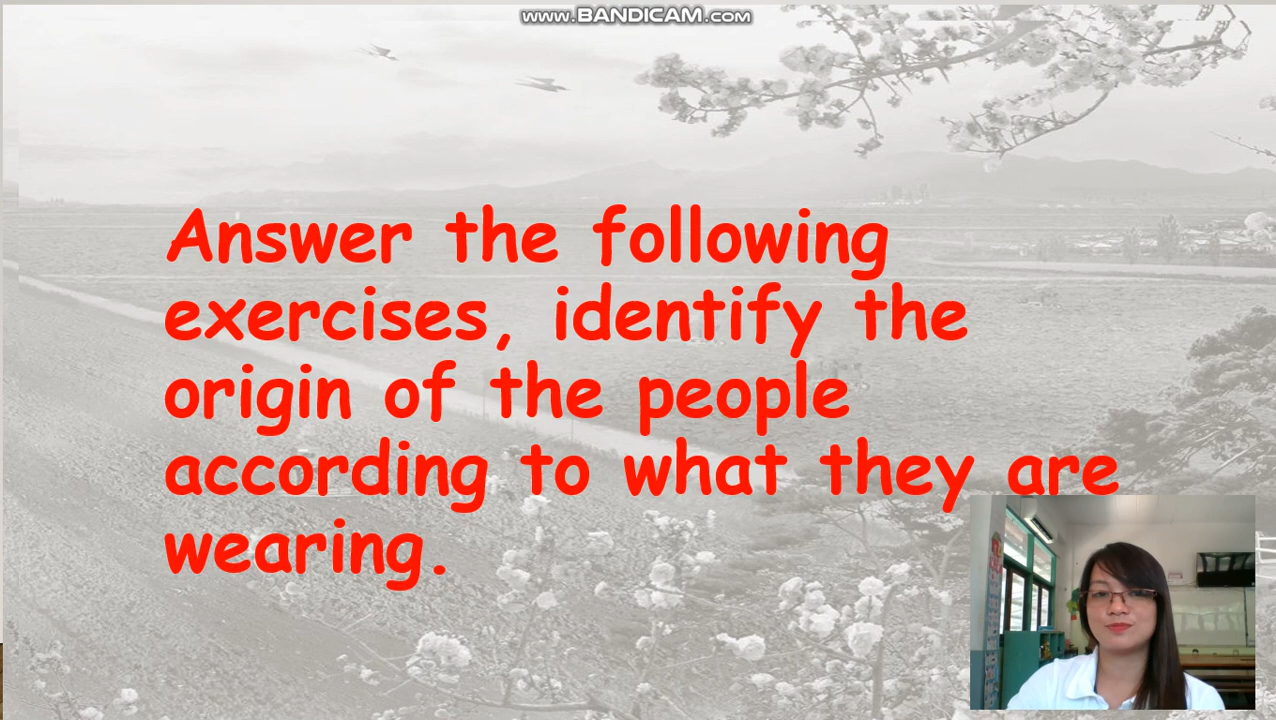 www.BANDICAM.com
Answer the following
exercises, identify the
origin of the people
according to what they are
wearing.